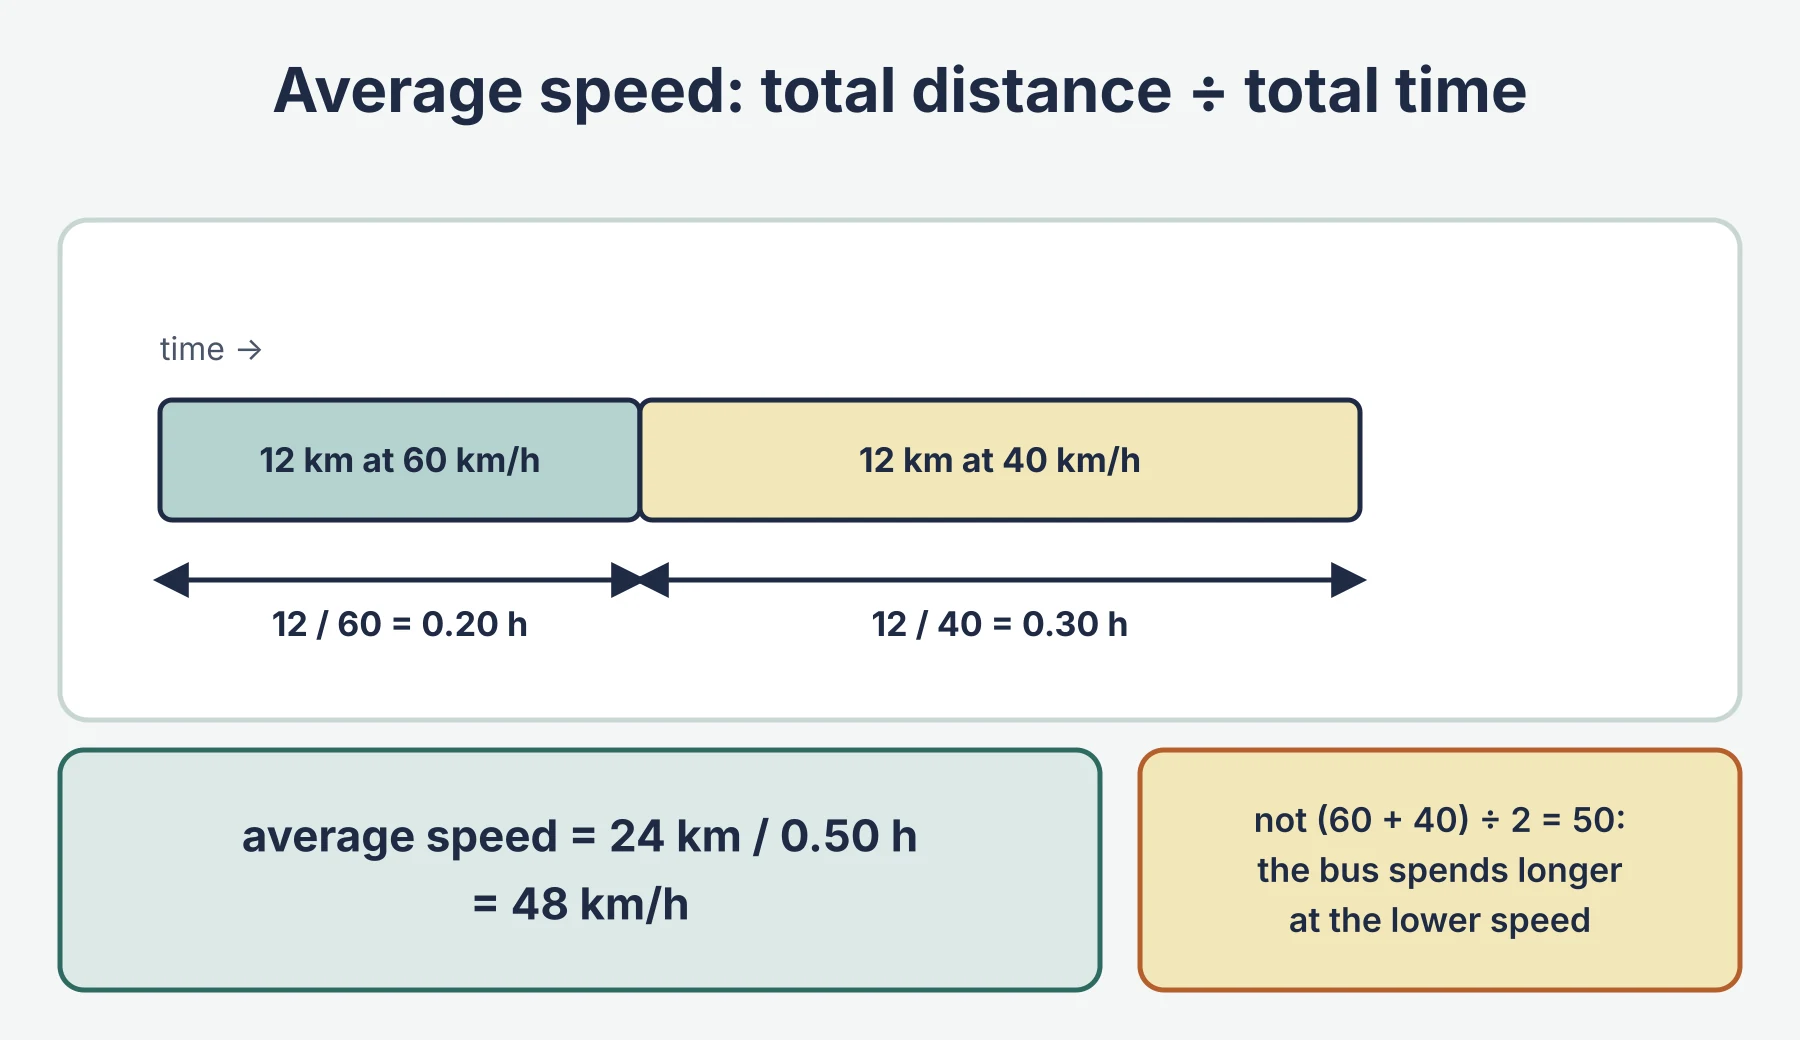 Average speed: total distance ÷ total time
time →
12 km at 60 km/h
12 km at 40 km/h
12 / 60 = 0.20 h
12 / 40 = 0.30 h
average speed = 24 km / 0.50 h
= 48 km/h
not (60 + 40) ÷ 2 = 50:
the bus spends longer
at the lower speed